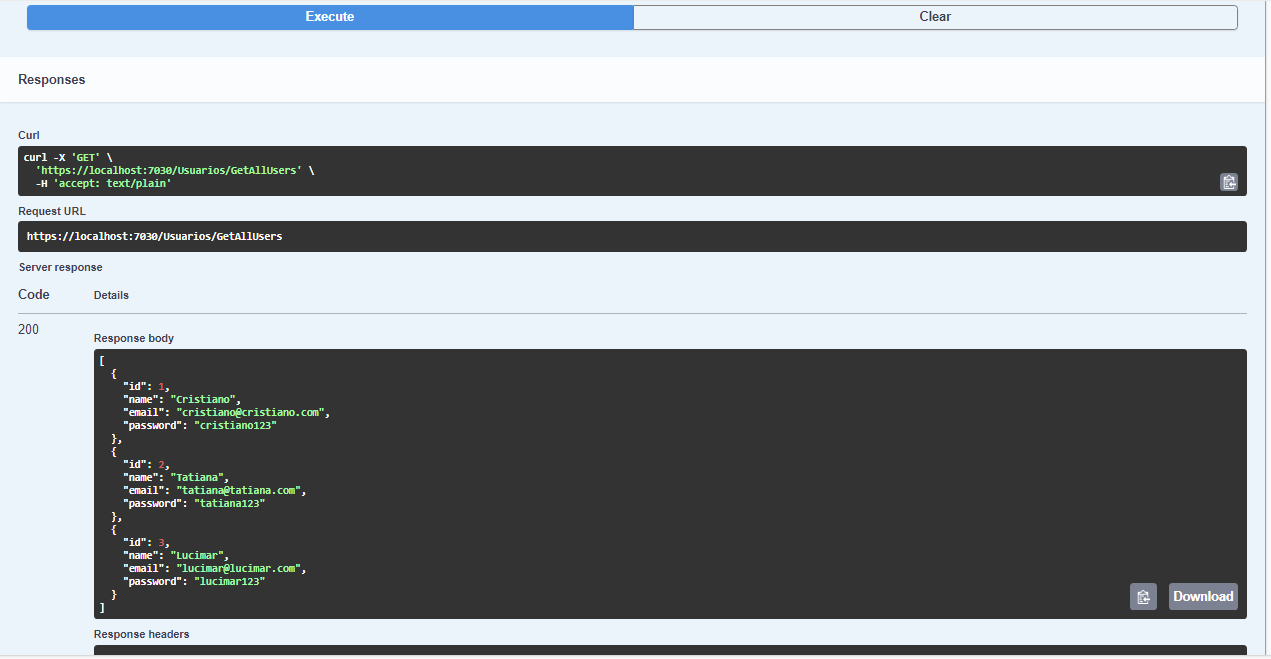 Execute
Clear
Responses
Curl
curl -X 'GET' \
  'https://localhost:7030/Usuarios/GetAllUsers' \
  -H 'accept: text/plain'
Request URL
https://localhost:7030/Usuarios/GetAllUsers
Server response
Code Details
200
Response body
[
  {
    "id": 1,
    "name": "Cristiano",
    "email": "cristiano@cristiano.com",
    "password": "cristiano123"
  },
  {
    "id": 2,
    "name": "Tatiana",
    "email": "tatiana@tatiana.com",
    "password": "tatiana123"
  },
  {
    "id": 3,
    "name": "Lucimar",
    "email": "lucimar@lucimar.com",
    "password": "lucimar123"
  }
]
Download
Response headers